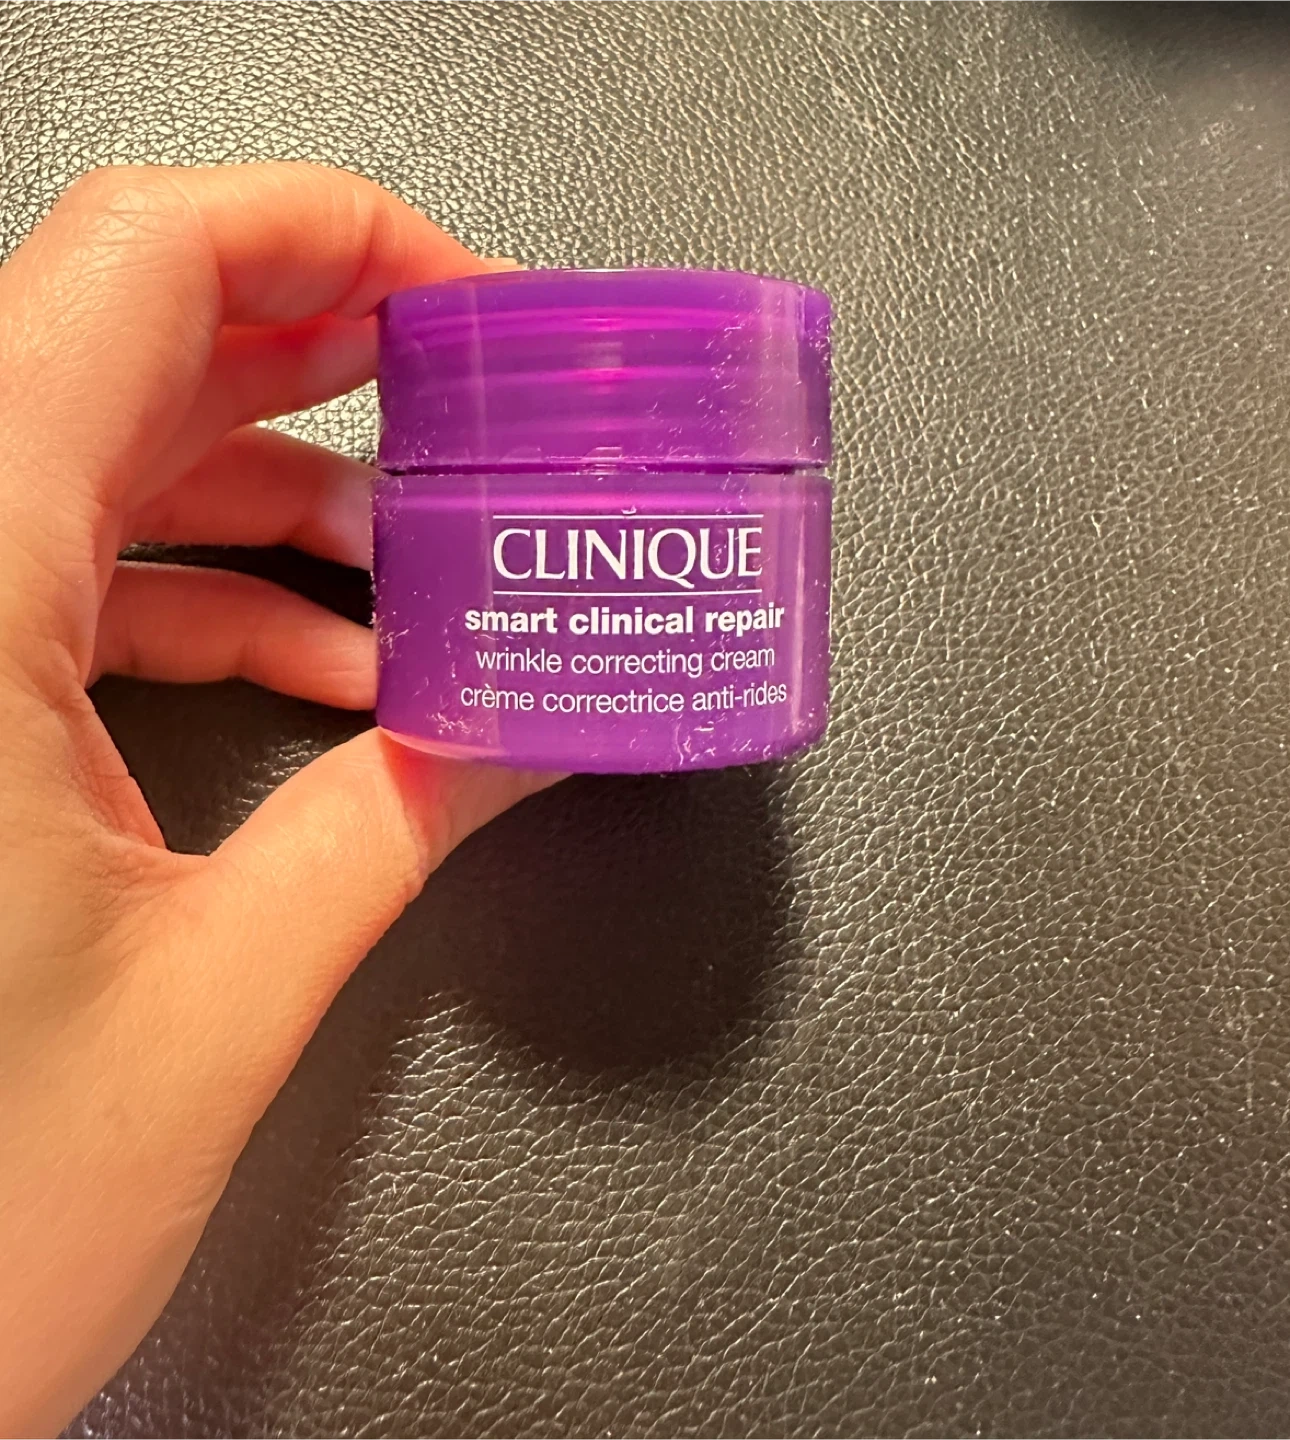 CLINIQUE
smart clinical repair
wrinkle correcting cream
crème correctrice anti-rides